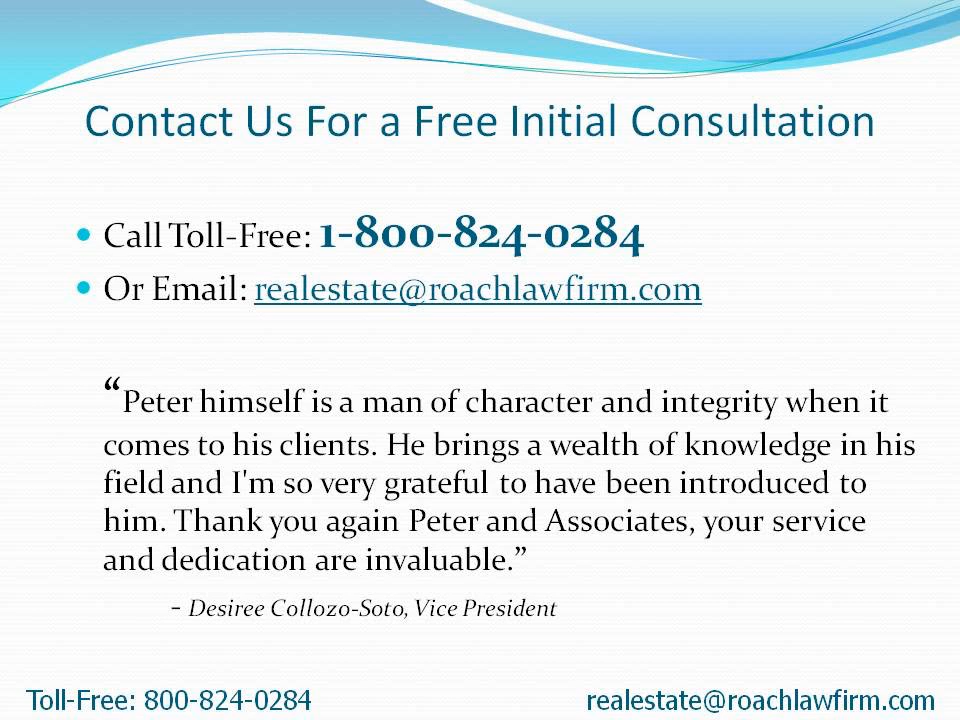 Contact Us For a Free Initial Consultation
• Call Toll-Free: 1-800-824-0284
• Or Email: realestate@roachlawfirm.com
“Peter himself is a man of character and integrity when it
comes to his clients. He brings a wealth of knowledge in his
field and I'm so very grateful to have been introduced to
him. Thank you again Peter and Associates, your service
and dedication are invaluable.”
- Desiree Collozo-Soto, Vice President
Toll-Free: 800-824-0284 realestate@roachlawfirm.com